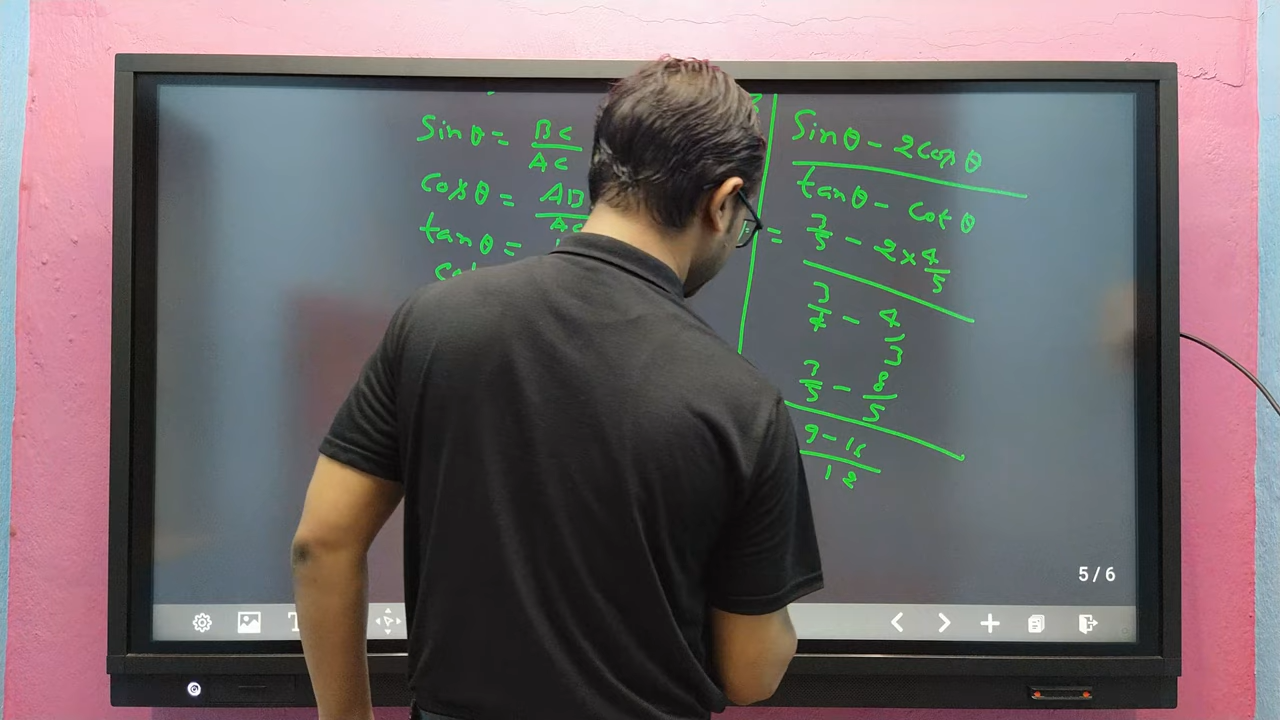 Sinθ = BC/AC
Cosθ = AB/AC
tanθ =
Sinθ - 2Cosθ
tanθ - Cotθ
= 3/5 - 2×4/5
3/4 - 4/3
3/5 - 8/5
9-16
12
5/6